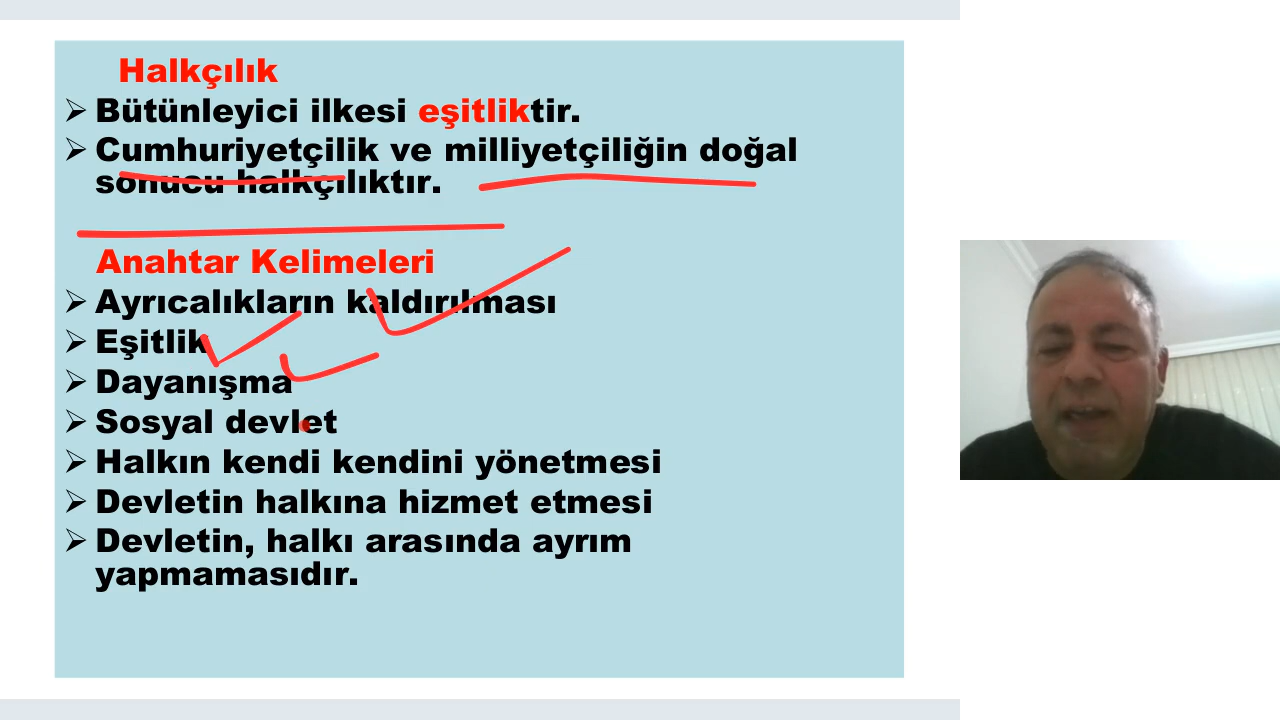 Halkçılık
Bütünleyici ilkesi eşitliktir.
Cumhuriyetçilik ve milliyetçiliğin doğal
sonucu halkçılıktır.
Anahtar Kelimeleri
Ayrıcalıkların kaldırılması
Eşitlik
Dayanışma
Sosyal devlet
Halkın kendi kendini yönetmesi
Devletin halkına hizmet etmesi
Devletin, halkı arasında ayrım
yapmamasıdır.